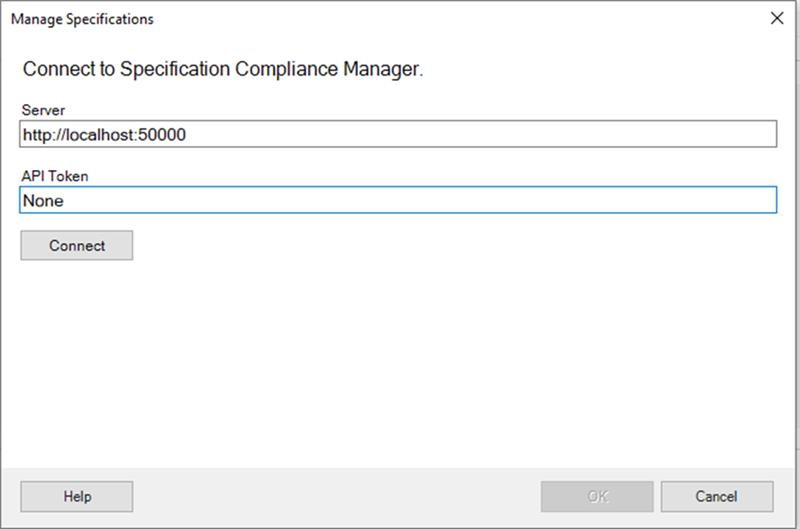 Manage Specifications
Connect to Specification Compliance Manager.
Server
http://localhost:50000
API Token
None
Connect
Help
OK
Cancel